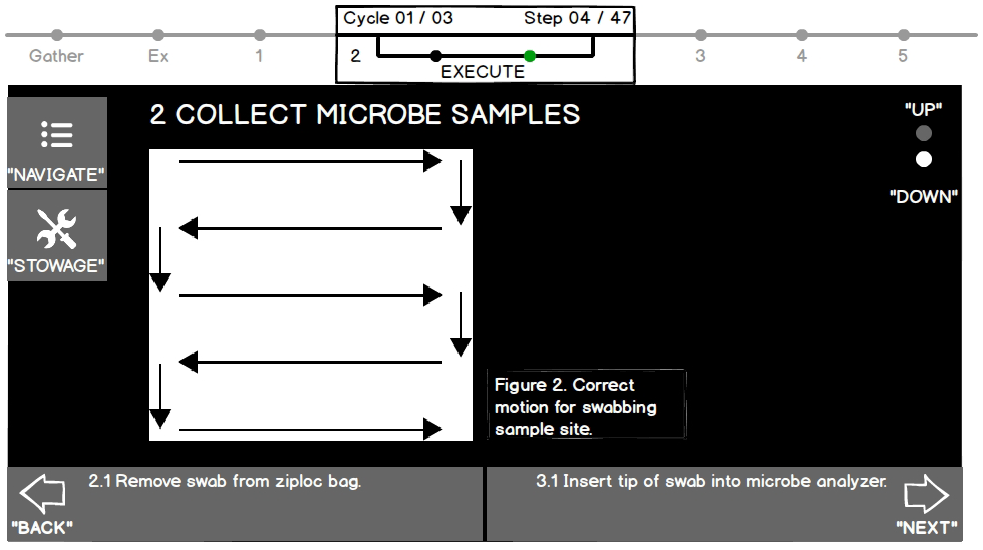 Cycle 01 / 03 Step 04 / 47
Gather Ex 1 2 3 4 5
EXECUTE
2 COLLECT MICROBE SAMPLES
"UP"
"NAVIGATE"
"DOWN"
"STOWAGE"
Figure 2. Correct
motion for swabbing
sample site.
2.1 Remove swab from ziploc bag.
"BACK"
3.1 Insert tip of swab into microbe analyzer.
"NEXT"